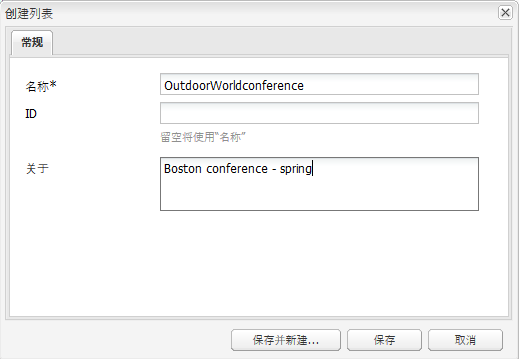 创建列表
常规
名称*
OutdoorWorldconference
ID
留空将使用“名称”
关于
Boston conference - spring
保存并新建...
保存
取消